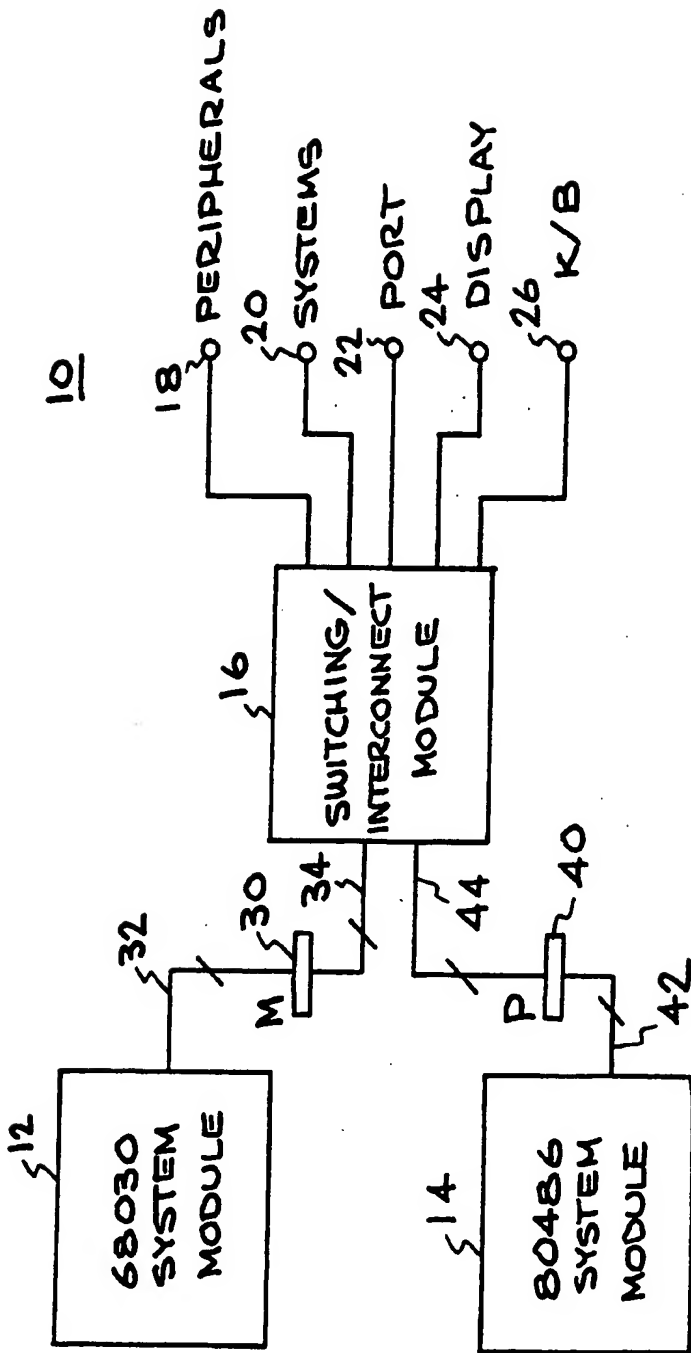 10
12
68030
SYSTEM
MODULE
32
30
M
34
14
80486
SYSTEM
MODULE
42
P
40
44
16
SWITCHING/
INTERCONNECT
MODULE
18 PERIPHERALS
20 SYSTEMS
22 PORT
24 DISPLAY
26 K/B